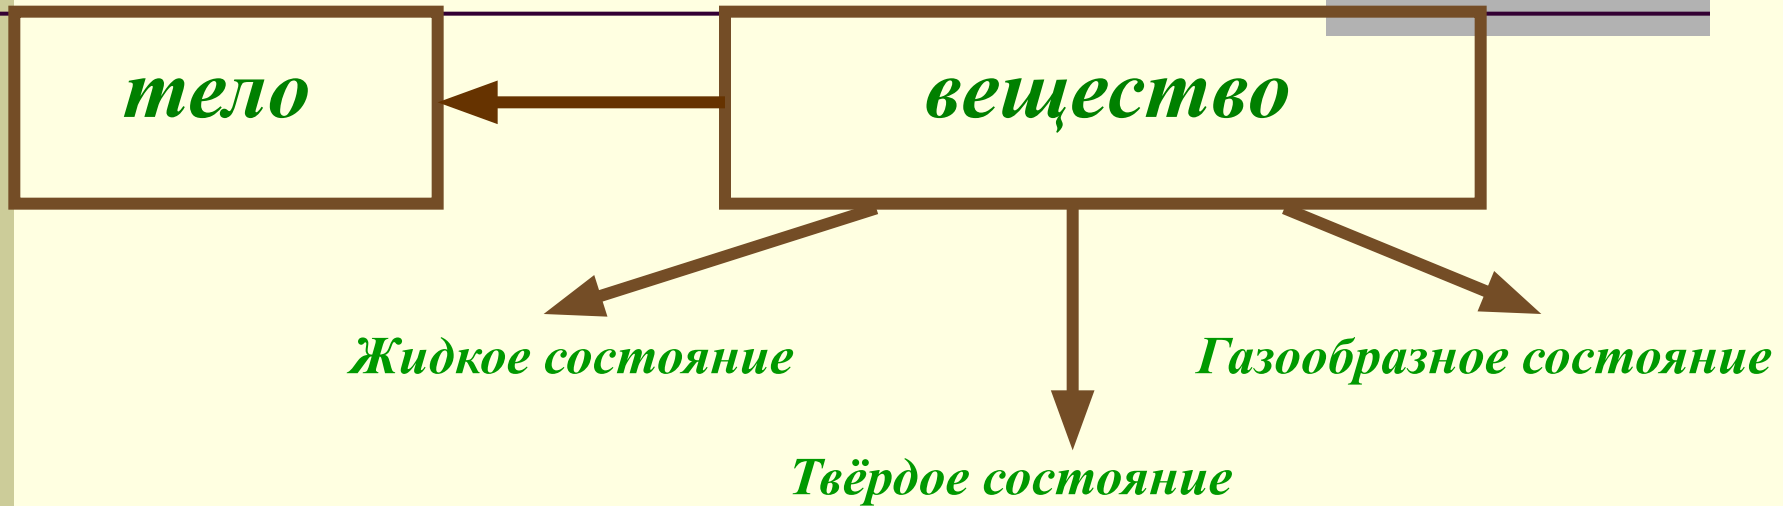 тело
вещество
Жидкое состояние
Газообразное состояние
Твёрдое состояние